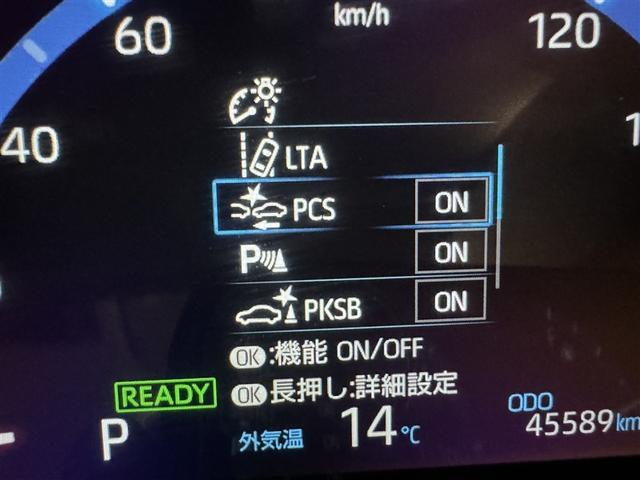 km/h
60
120
40
LTA
PCS ON
P ON
PKSB ON
OK:機能 ON/OFF
OK長押し:詳細設定
READY
P
外気温 14℃
ODO
45589km